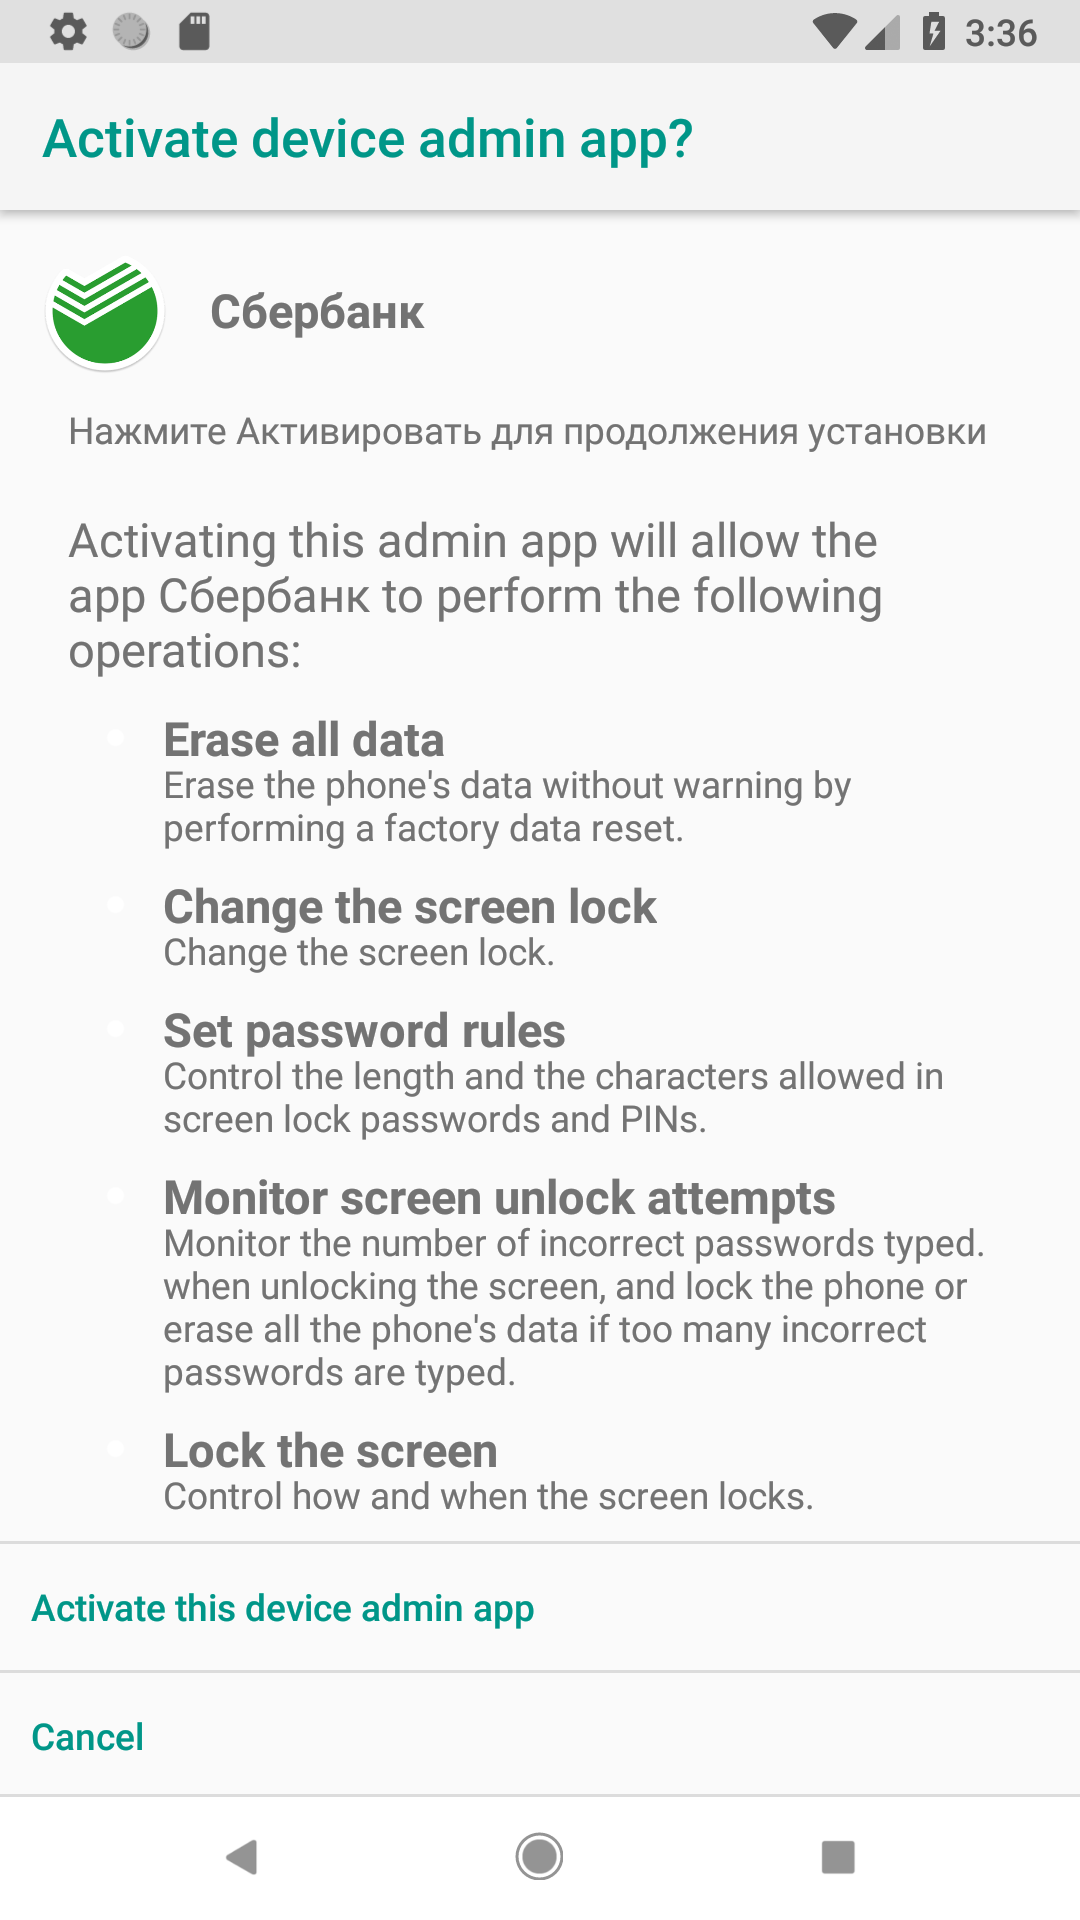 3:36
Activate device admin app?
Сбербанк
Нажмите Активировать для продолжения установки
Activating this admin app will allow the
app Сбербанк to perform the following
operations:
Erase all data
Erase the phone's data without warning by
performing a factory data reset.
Change the screen lock
Change the screen lock.
Set password rules
Control the length and the characters allowed in
screen lock passwords and PINs.
Monitor screen unlock attempts
Monitor the number of incorrect passwords typed.
when unlocking the screen, and lock the phone or
erase all the phone's data if too many incorrect
passwords are typed.
Lock the screen
Control how and when the screen locks.
Activate this device admin app
Cancel